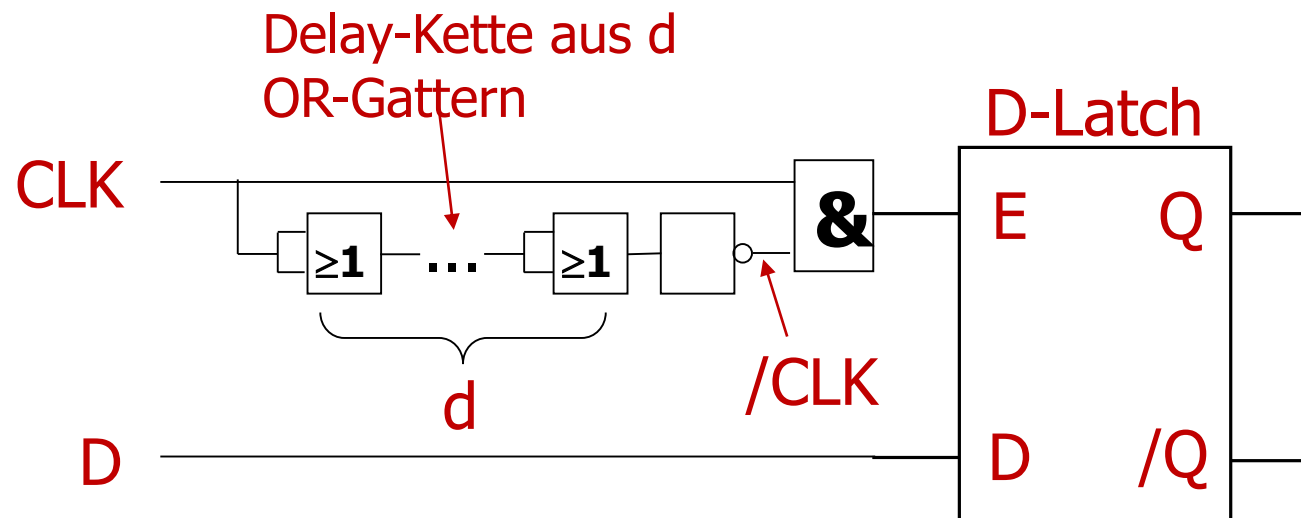 Delay-Kette aus d
OR-Gattern
D-Latch
CLK
&
E
Q
≥1
...
≥1
d
/CLK
D
D
/Q